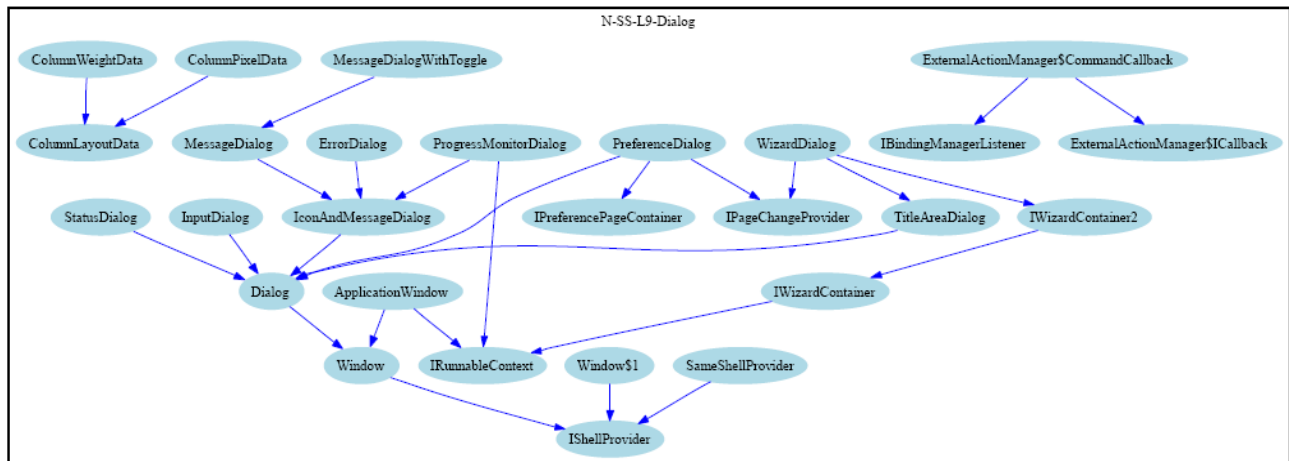 N-SS-L9-Dialog
ColumnWeightData
ColumnPixelData
MessageDialogWithToggle
ExternalActionManager$CommandCallback
ColumnLayoutData
MessageDialog
ErrorDialog
ProgressMonitorDialog
PreferenceDialog
WizardDialog
IBindingManagerListener
ExternalActionManager$ICallback
StatusDialog
InputDialog
IconAndMessageDialog
IPreferencePageContainer
IPageChangeProvider
TitleAreaDialog
IWizardContainer2
Dialog
ApplicationWindow
IWizardContainer
Window
IRunnableContext
Window$1
SameShellProvider
IShellProvider